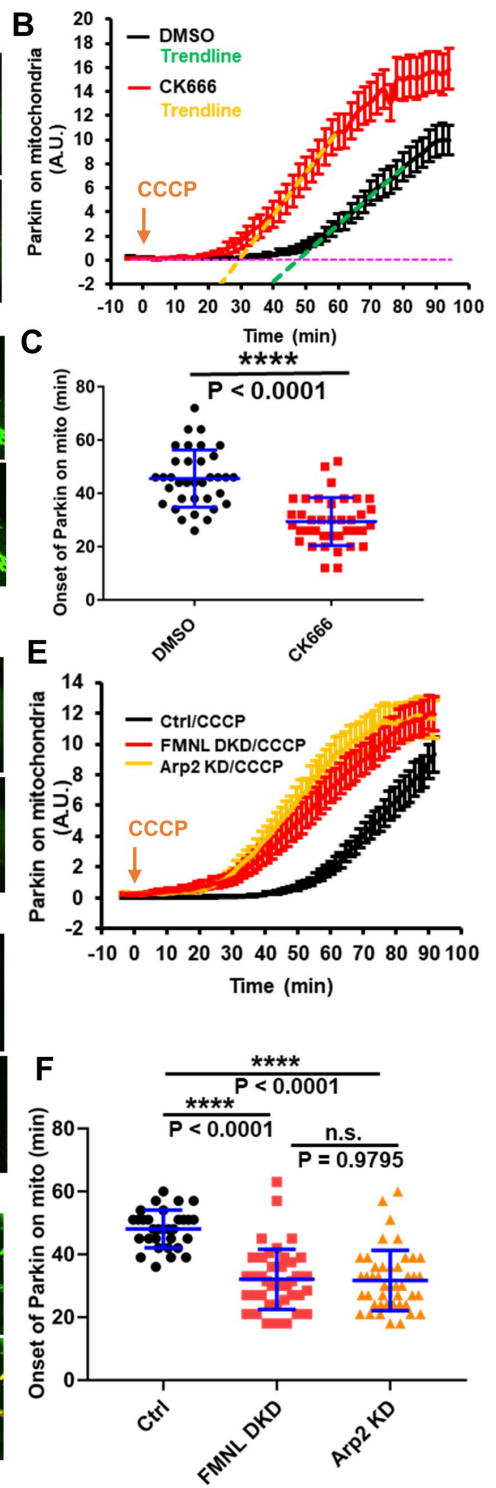 B
20
18
16
14
12
10
8
6
4
2
0
-2
Parkin on mitochondria
(A.U.)
DMSO
Trendline
CK666
Trendline
CCCP
-10 0 10 20 30 40 50 60 70 80 90 100
Time (min)
C
****
P < 0.0001
80
60
40
20
0
Onset of Parkin on mito (min)
DMSO
CK666
E
14
12
10
8
6
4
2
0
-2
Parkin on mitochondria
(A.U.)
Ctrl/CCCP
FMNL DKD/CCCP
Arp2 KD/CCCP
CCCP
-10 0 10 20 30 40 50 60 70 80 90 100
Time (min)
F
****
P < 0.0001
****
P < 0.0001
n.s.
P = 0.9795
80
60
40
20
0
Onset of Parkin on mito (min)
Ctrl
FMNL DKD
Arp2 KD